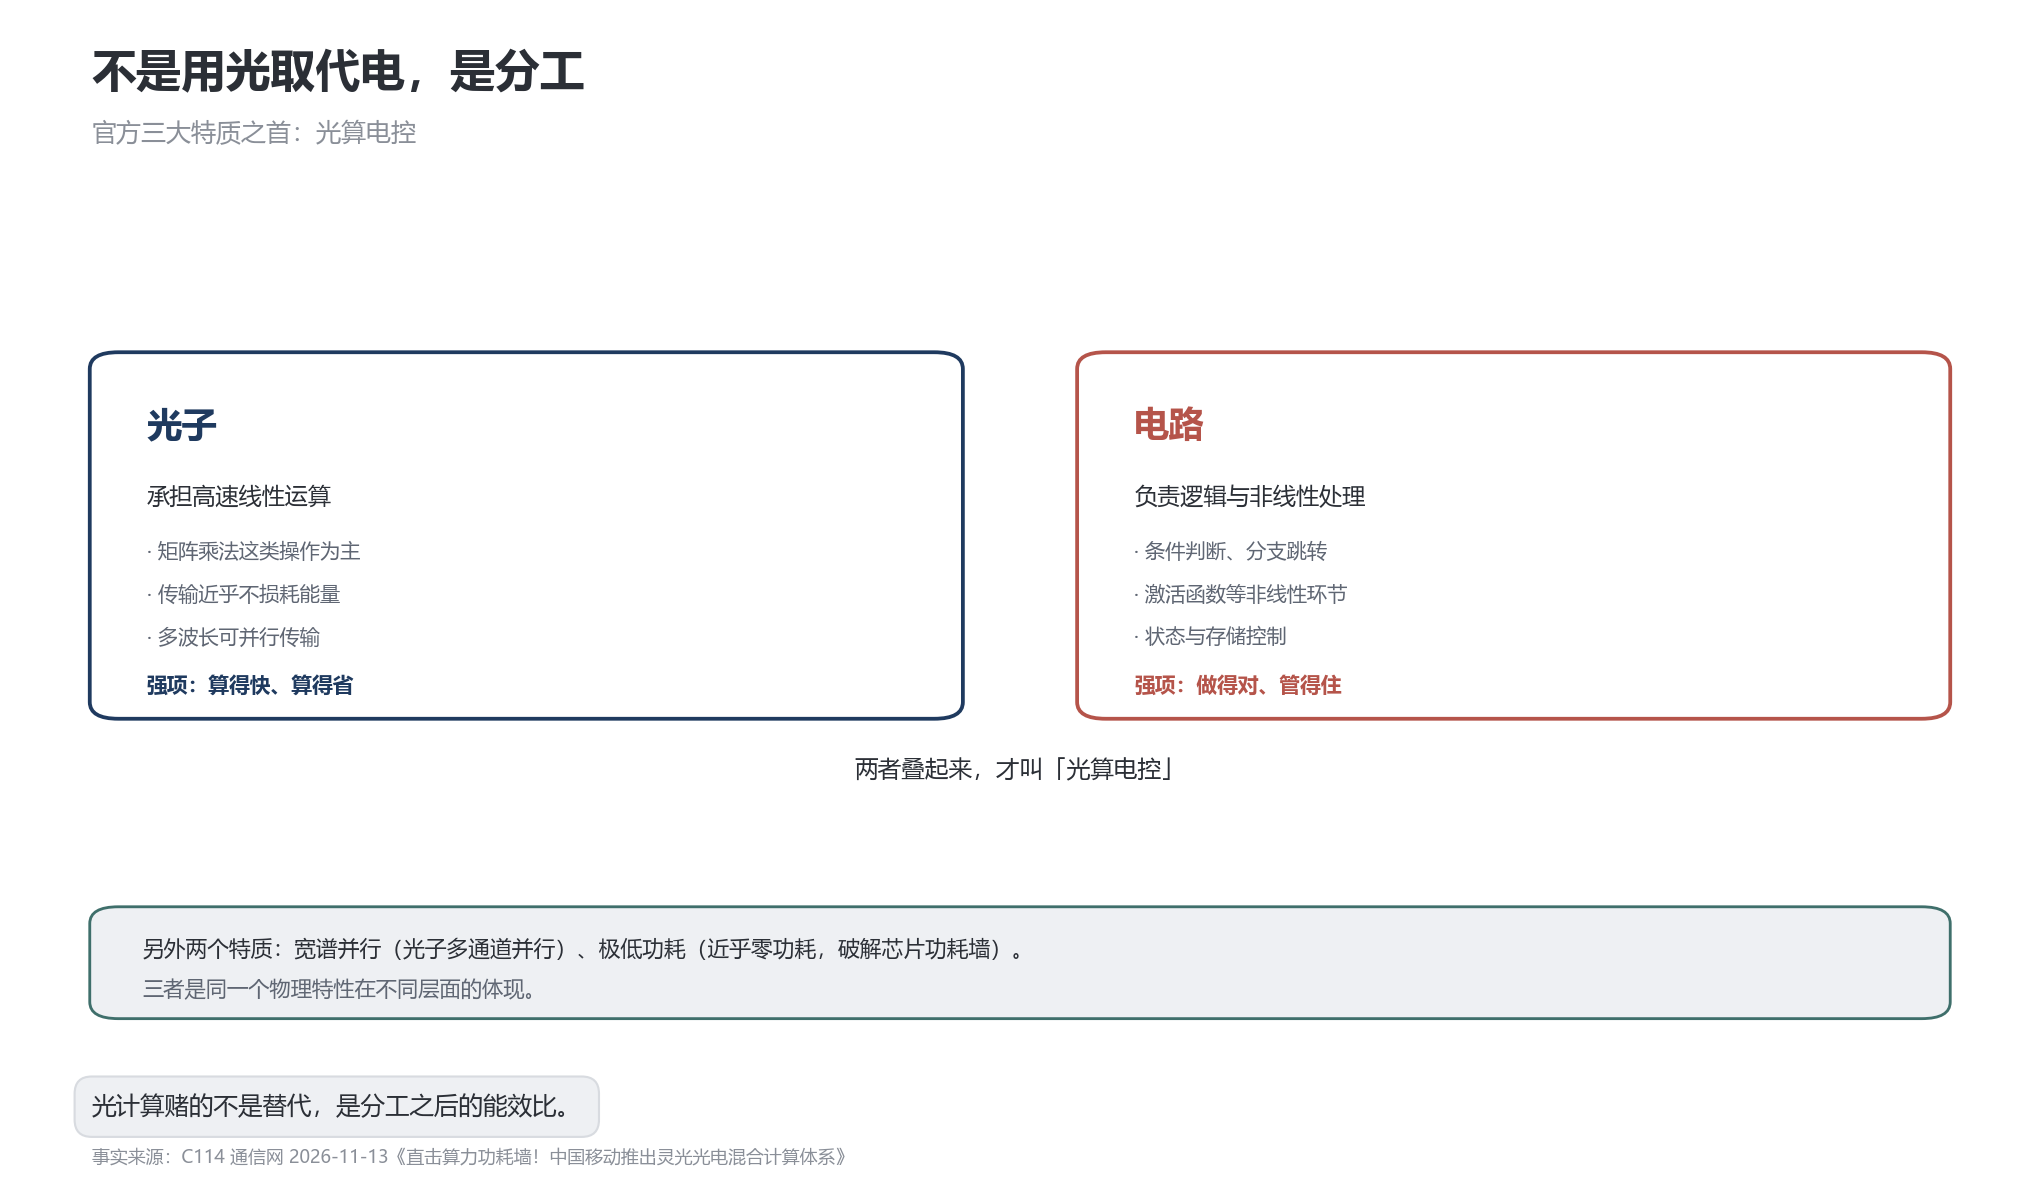 不是用光取代电，是分工
官方三大特质之首：光算电控
光子
承担高速线性运算
· 矩阵乘法这类操作为主
· 传输近乎不损耗能量
· 多波长可并行传输
强项：算得快、算得省
电路
负责逻辑与非线性处理
· 条件判断、分支跳转
· 激活函数等非线性环节
· 状态与存储控制
强项：做得对、管得住
两者叠起来，才叫「光算电控」
另外两个特质：宽谱并行（光子多通道并行）、极低功耗（近乎零功耗，破解芯片功耗墙）。
三者是同一个物理特性在不同层面的体现。
光计算赌的不是替代，是分工之后的能效比。
事实来源：C114 通信网 2026-11-13《直击算力功耗墙！中国移动推出灵光光电混合计算体系》